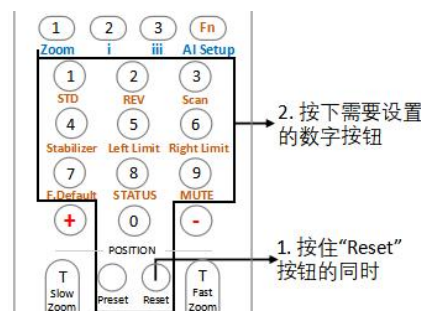 1 2 3 Fn
Zoom i iii AI Setup
1 2 3
STD REV Scan
4 5 6
Stabilizer Left Limit Right Limit
7 8 9
F.Default STATUS MUTE
+ 0 -
POSITION
T Slow Zoom
Preset Reset
T Fast Zoom
2. 按下需要设置
的数字按钮
1. 按住“Reset”
按钮的同时